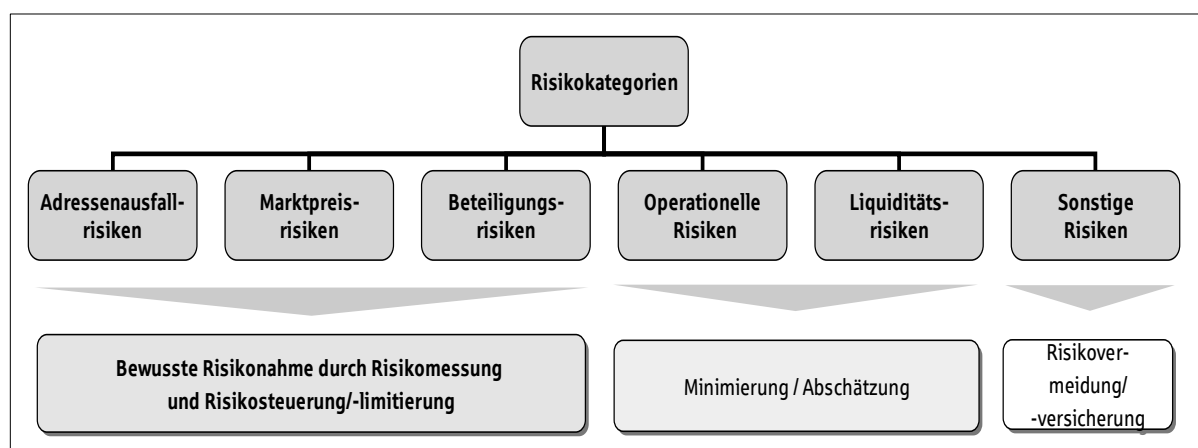 Risikokategorien
Adressenausfall-
risiken
Marktpreis-
risiken
Beteiligungs-
risiken
Operationelle
Risiken
Liquiditäts-
risiken
Sonstige
Risiken
Bewusste Risikonahme durch Risikomessung
und Risikosteuerung/-limitierung
Minimierung / Abschätzung
Risikover-
meidung/
-versicherung